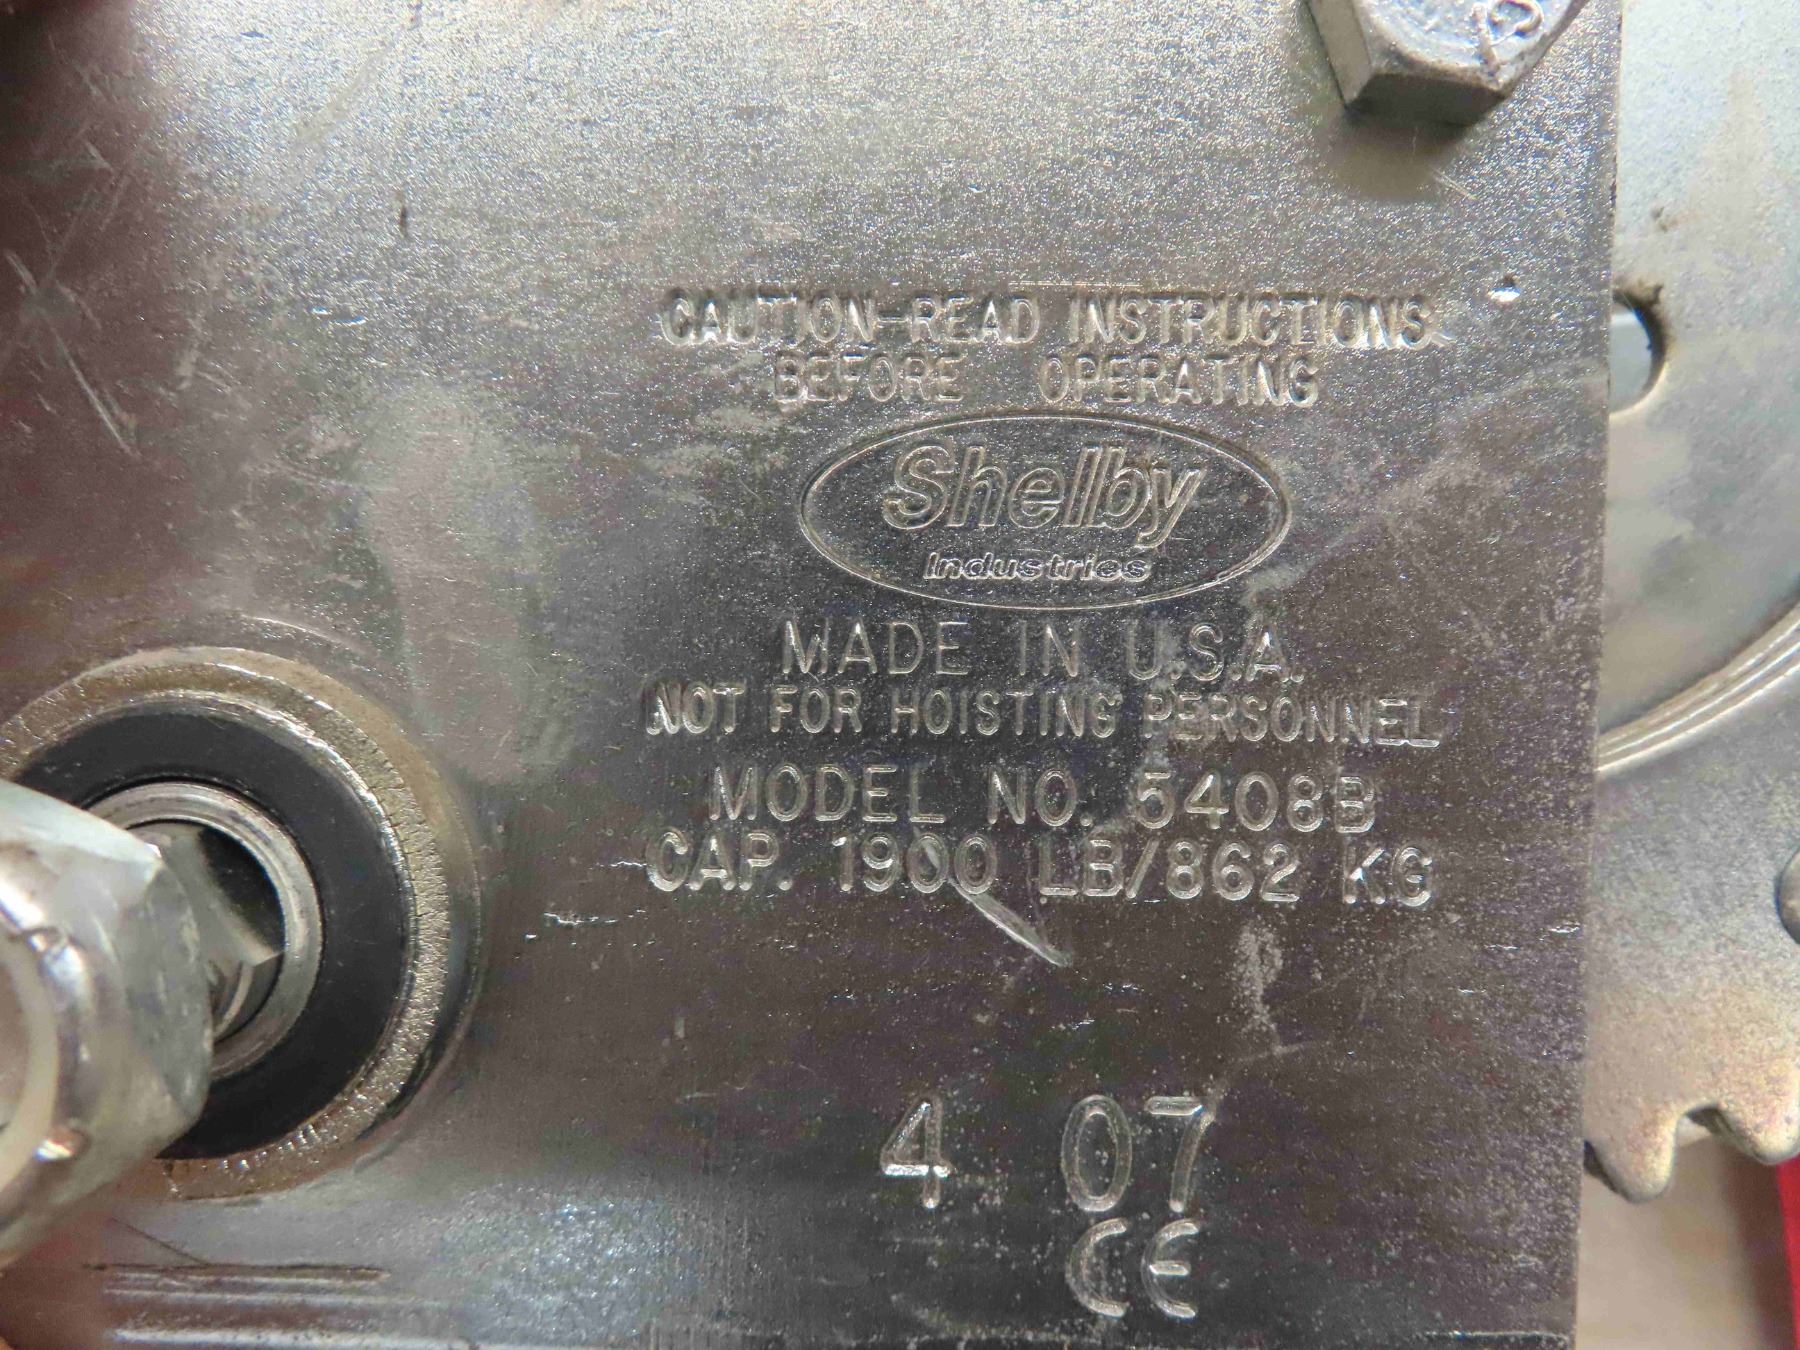 CAUTION-READ INSTRUCTIONS
BEFORE OPERATING
Shelby
Industries
MADE IN U.S.A.
NOT FOR HOISTING PERSONNEL
MODEL NO. 5408B
CAP. 1900 LB/862 KG
4 07
CE